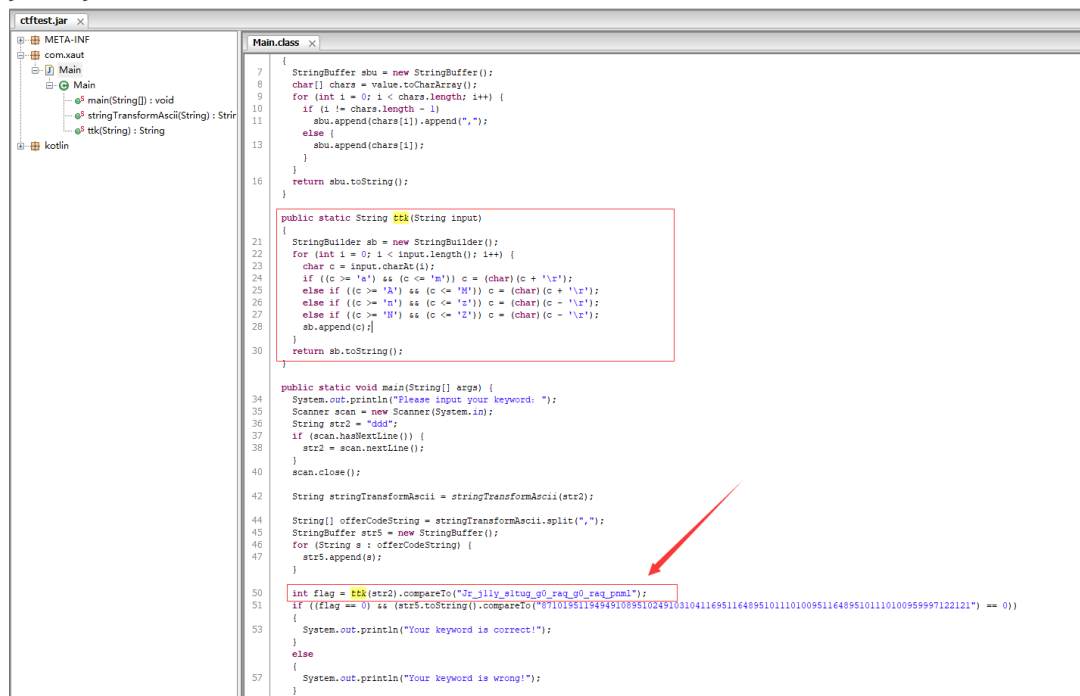 ctftest.jar
META-INF
com.xaut
Main
Main
main(String[]) : void
stringTransformAscii(String) : Strir
ttk(String) : String
kotlin
Main.class
{
7 StringBuffer sbu = new StringBuffer();
8 char[] chars = value.toCharArray();
9 for (int i = 0; i < chars.length; i++) {
10 if (i != chars.length - 1)
11 sbu.append(chars[i]).append(",");
else {
13 sbu.append(chars[i]);
}
}
16 return sbu.toString();
}
public static String ttk(String input)
{
21 StringBuilder sb = new StringBuilder();
22 for (int i = 0; i < input.length(); i++) {
23 char c = input.charAt(i);
24 if ((c >= 'a') && (c <= 'm')) c = (char)(c + '\r');
25 else if ((c >= 'A') && (c <= 'M')) c = (char)(c + '\r');
26 else if ((c >= 'n') && (c <= 'z')) c = (char)(c - '\r');
27 else if ((c >= 'N') && (c <= 'Z')) c = (char)(c - '\r');
28 sb.append(c);
}
30 return sb.toString();
}
public static void main(String[] args) {
34 System.out.println("Please input your keyword: ");
35 Scanner scan = new Scanner(System.in);
36 String str2 = "ddd";
37 if (scan.hasNextLine()) {
38 str2 = scan.nextLine();
}
40 scan.close();
42 String stringTransformAscii = stringTransformAscii(str2);
44 String[] offerCodeString = stringTransformAscii.split(",");
45 StringBuffer str5 = new StringBuffer();
46 for (String s : offerCodeString) {
47 str5.append(s);
}
50 int flag = ttk(str2).compareTo("Jr_j11y_s1tug_g0_raq_g0_raq_pnml");
51 if ((flag == 0) && (str5.toString().compareTo("871019511949491089510249103104116951164895101110100951164895101110100959997122121") == 0))
{
53 System.out.println("Your keyword is correct!");
}
else
{
57 System.out.println("Your keyword is wrong!");
}